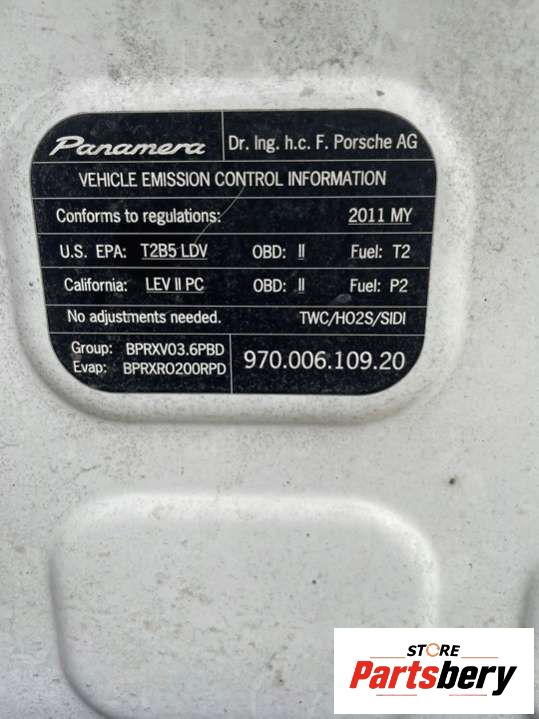 Panamera Dr. Ing. h.c. F. Porsche AG
VEHICLE EMISSION CONTROL INFORMATION
Conforms to regulations: 2011 MY
U.S. EPA: T2B5 LDV OBD: II Fuel: T2
California: LEV II PC OBD: II Fuel: P2
No adjustments needed. TWC/HO2S/SIDI
Group: BPRXV03.6PBD
Evap: BPRXR0200RPD
970.006.109.20
STORE
Partsbery